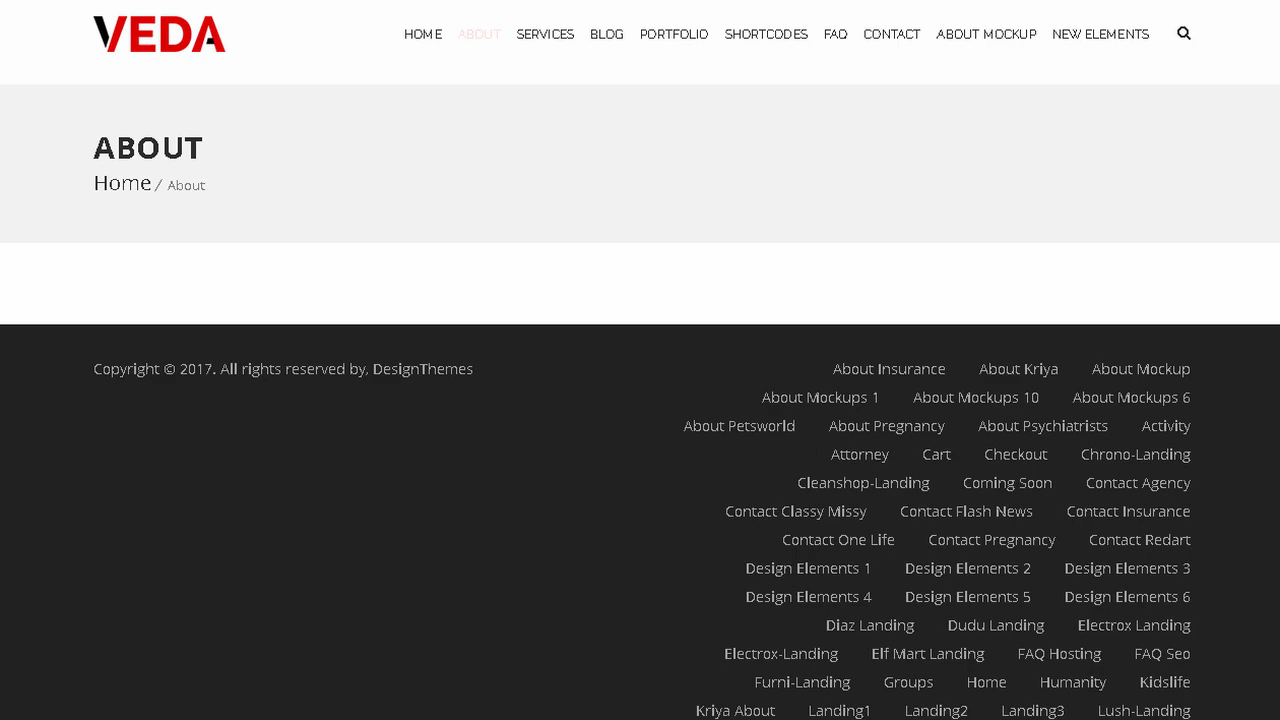 VEDA
HOME ABOUT SERVICES BLOG PORTFOLIO SHORTCODES FAQ CONTACT ABOUT MOCKUP NEW ELEMENTS
ABOUT
Home / About
Copyright © 2017. All rights reserved by, DesignThemes
About Insurance About Kriya About Mockup
About Mockups 1 About Mockups 10 About Mockups 6
About Petsworld About Pregnancy About Psychiatrists Activity
Attorney Cart Checkout Chrono-Landing
Cleanshop-Landing Coming Soon Contact Agency
Contact Classy Missy Contact Flash News Contact Insurance
Contact One Life Contact Pregnancy Contact Redart
Design Elements 1 Design Elements 2 Design Elements 3
Design Elements 4 Design Elements 5 Design Elements 6
Diaz Landing Dudu Landing Electrox Landing
Electrox-Landing Elf Mart Landing FAQ Hosting FAQ Seo
Furni-Landing Groups Home Humanity Kidslife
Kriya About Landing1 Landing2 Landing3 Lush-Landing